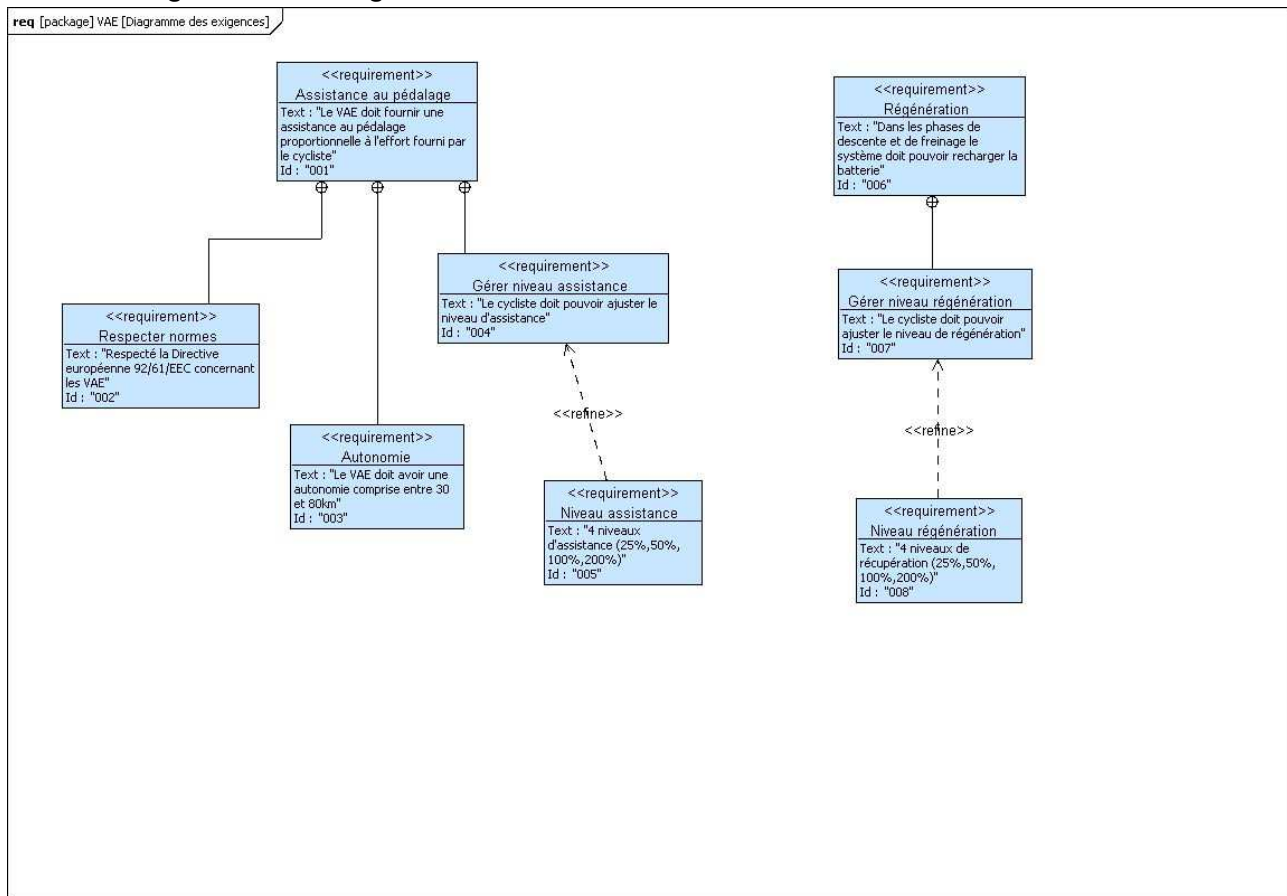 req [package] VAE [Diagramme des exigences]
<<requirement>>
Assistance au pédalage
Text : "Le VAE doit fournir une
assistance au pédalage
proportionnelle à l'effort fourni par
le cycliste"
Id : "001"
<<requirement>>
Régénération
Text : "Dans les phases de
descente et de freinage le
système doit pouvoir recharger la
batterie"
Id : "006"
<<requirement>>
Gérer niveau assistance
Text : "Le cycliste doit pouvoir ajuster le
niveau d'assistance"
Id : "004"
<<requirement>>
Gérer niveau régénération
Text : "Le cycliste doit pouvoir
ajuster le niveau de régénération"
Id : "007"
<<requirement>>
Respecter normes
Text : "Respecté la Directive
européenne 92/61/EEC concernant
les VAE"
Id : "002"
<<refine>>
<<refine>>
<<requirement>>
Autonomie
Text : "Le VAE doit avoir une
autonomie comprise entre 30
et 80km"
Id : "003"
<<requirement>>
Niveau assistance
Text : "4 niveaux
d'assistance (25%,50%,
100%,200%)"
Id : "005"
<<requirement>>
Niveau régénération
Text : "4 niveaux de
récupération (25%,50%,
100%,200%)"
Id : "008"